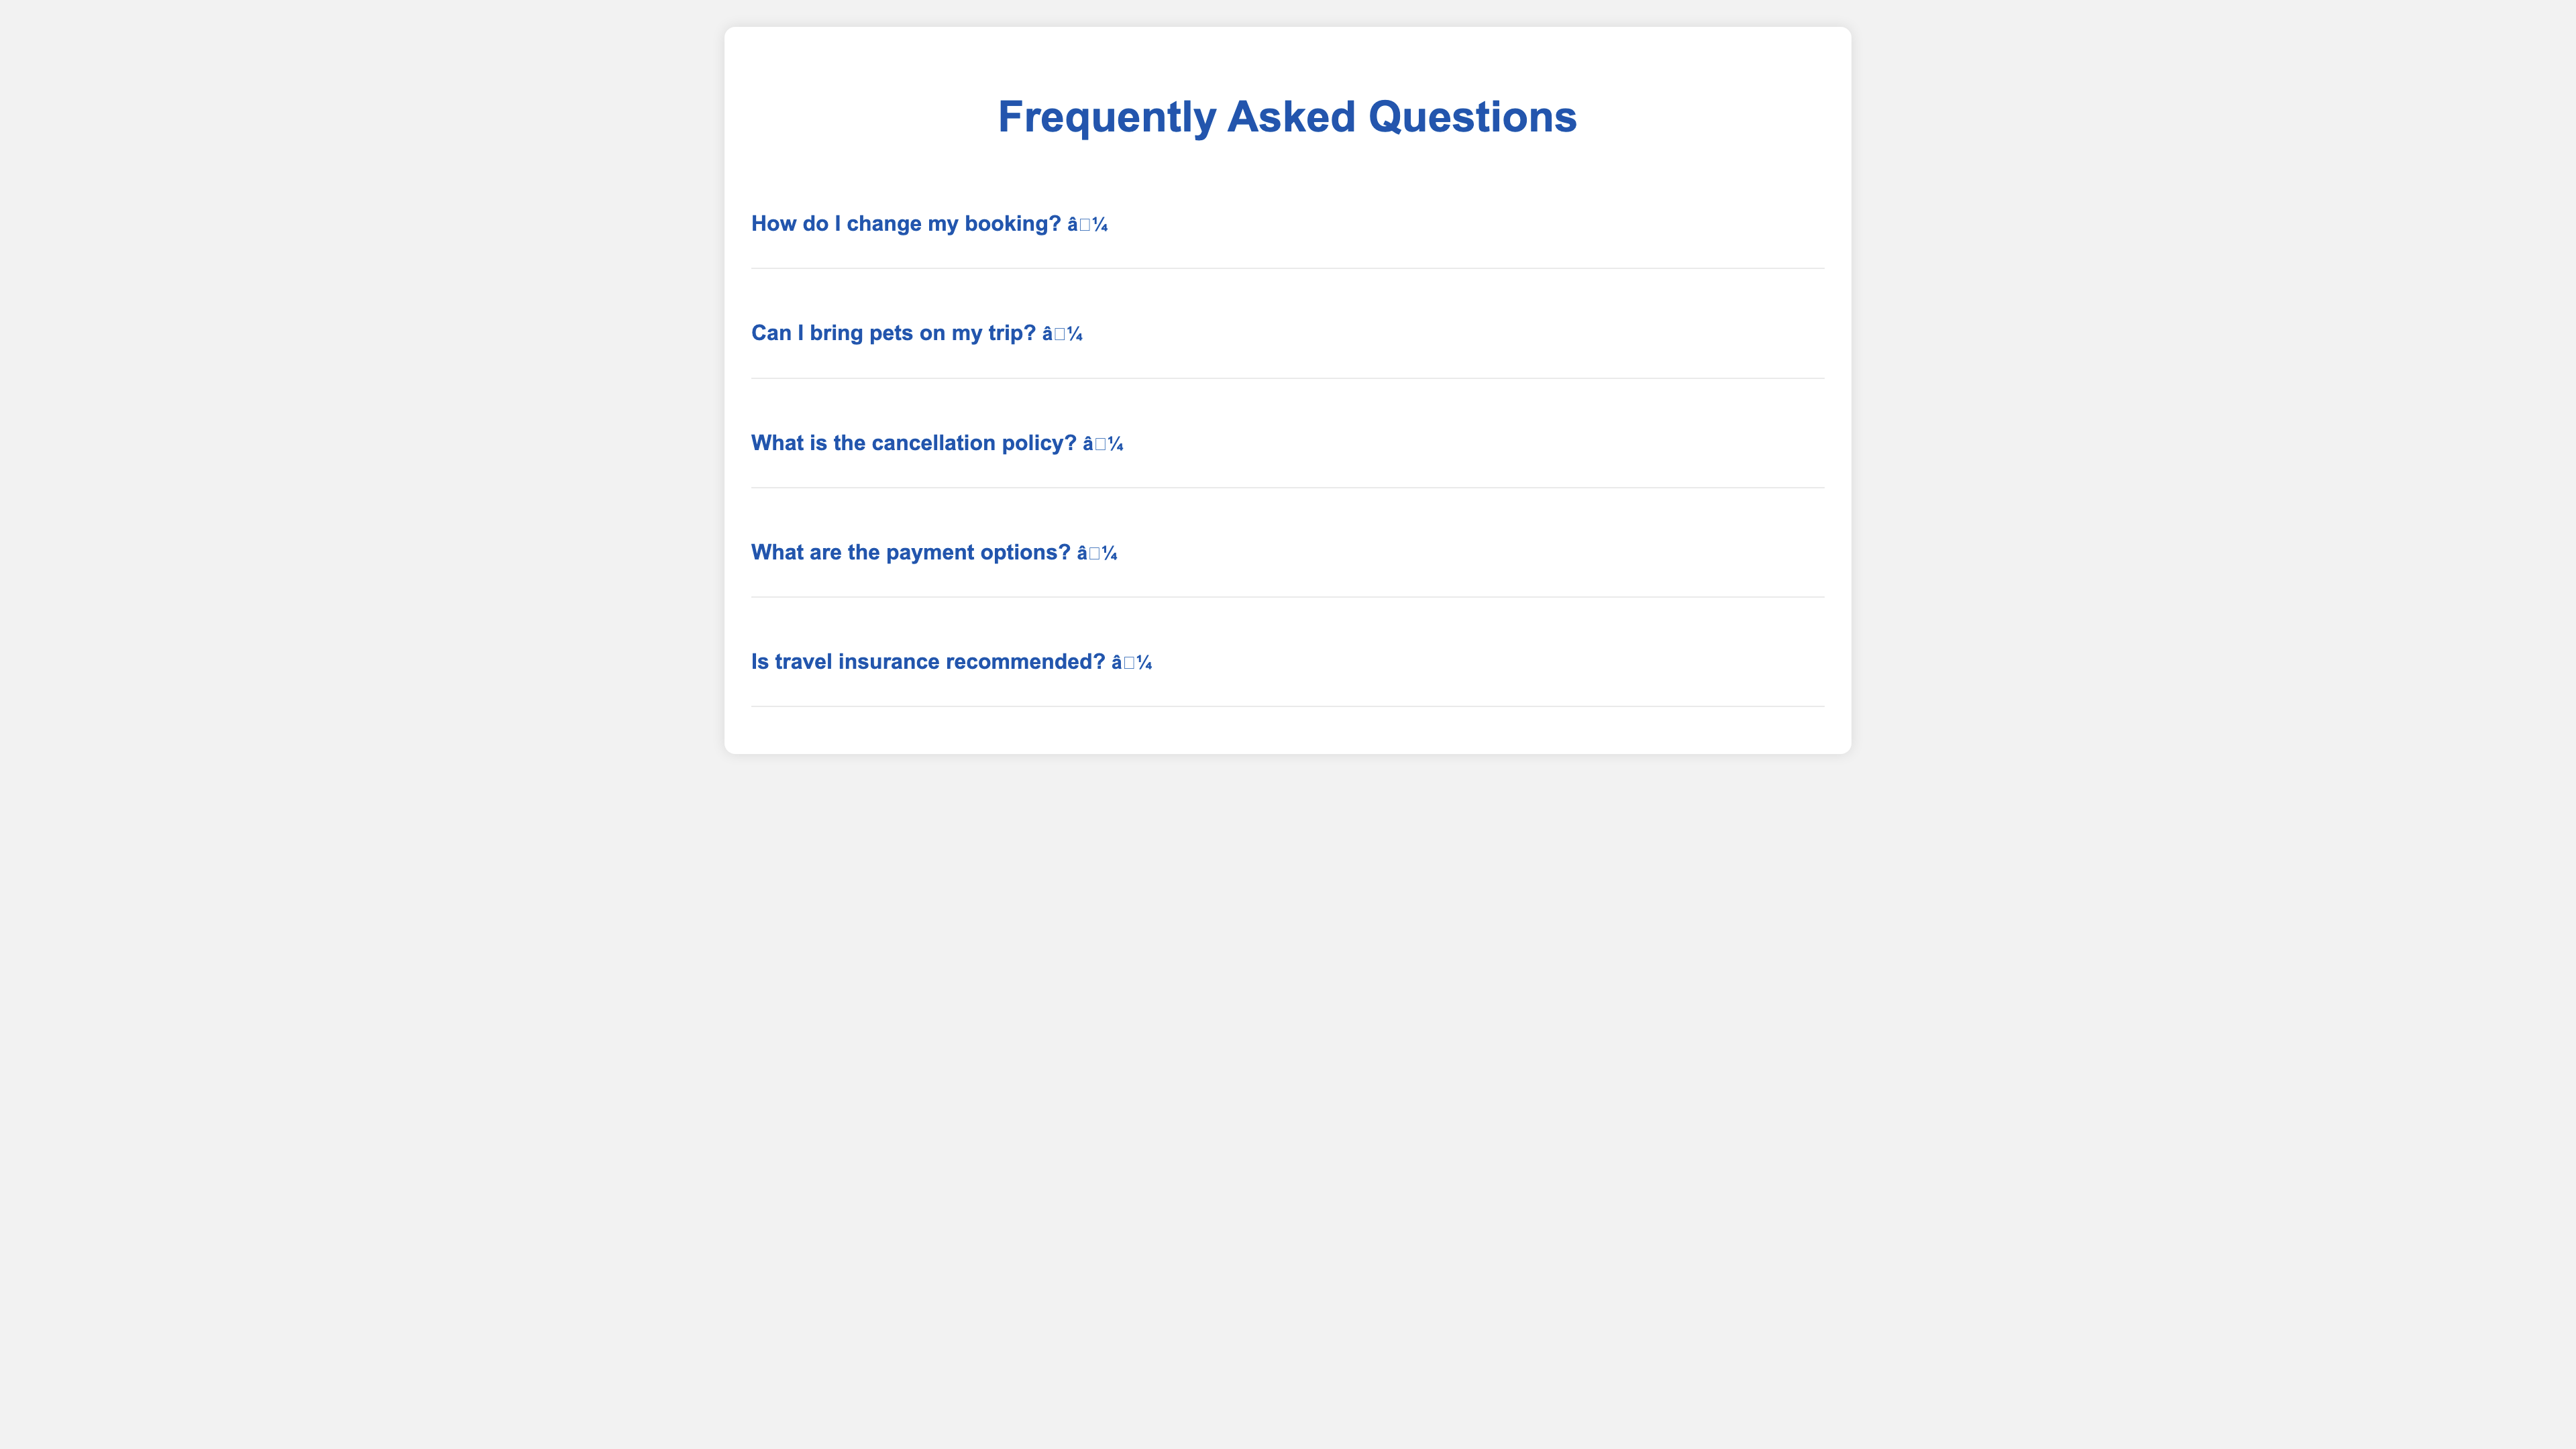 Frequently Asked Questions
How do I change my booking? â□¼
Can I bring pets on my trip? â□¼
What is the cancellation policy? â□¼
What are the payment options? â□¼
Is travel insurance recommended? â□¼